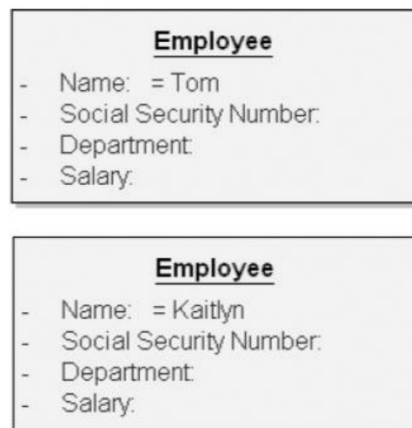 Employee
- Name: = Tom
- Social Security Number:
- Department:
- Salary:
Employee
- Name: = Kaitlyn
- Social Security Number:
- Department:
- Salary: